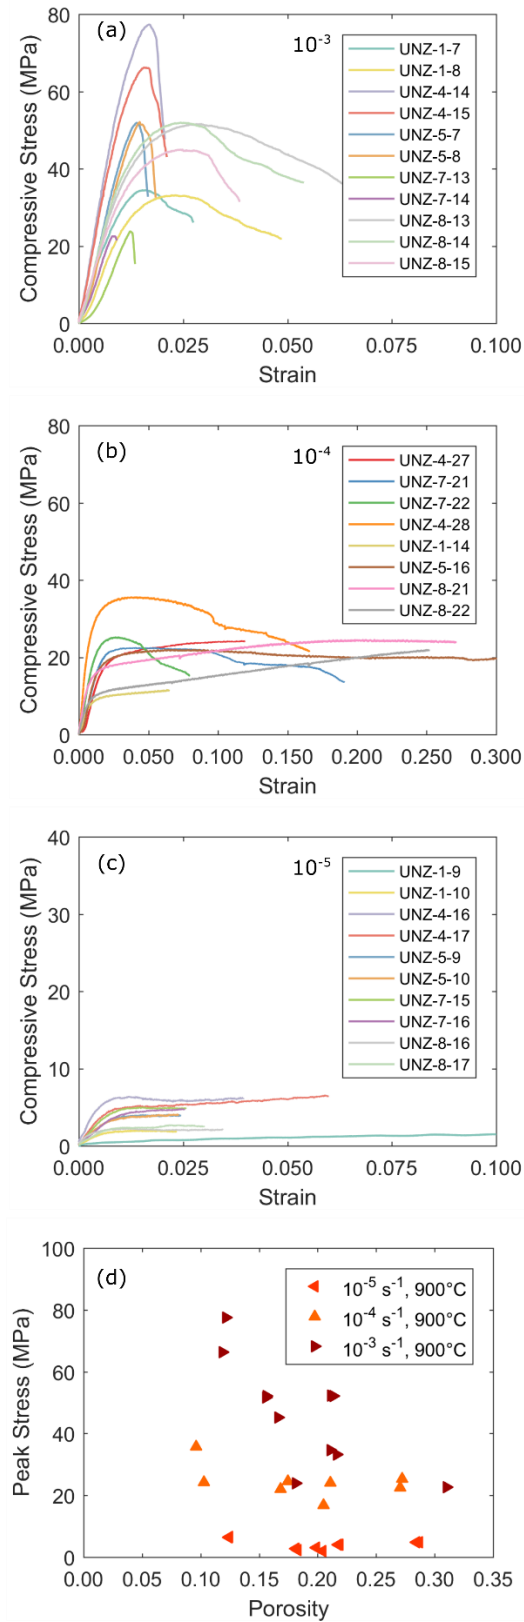 (a)
10-3
UNZ-1-7
UNZ-1-8
UNZ-4-14
UNZ-4-15
UNZ-5-7
UNZ-5-8
UNZ-7-13
UNZ-7-14
UNZ-8-13
UNZ-8-14
UNZ-8-15
Compressive Stress (MPa)
80
60
40
20
0
0.000
0.025
0.050
0.075
0.100
Strain
(b)
10-4
UNZ-4-27
UNZ-7-21
UNZ-7-22
UNZ-4-28
UNZ-1-14
UNZ-5-16
UNZ-8-21
UNZ-8-22
Compressive Stress (MPa)
80
60
40
20
0
0.000
0.050
0.100
0.150
0.200
0.250
0.300
Strain
(c)
10-5
UNZ-1-9
UNZ-1-10
UNZ-4-16
UNZ-4-17
UNZ-5-9
UNZ-5-10
UNZ-7-15
UNZ-7-16
UNZ-8-16
UNZ-8-17
Compressive Stress (MPa)
40
30
20
10
0
0.000
0.025
0.050
0.075
0.100
Strain
(d)
10-5 s-1, 900°C
10-4 s-1, 900°C
10-3 s-1, 900°C
Peak Stress (MPa)
100
80
60
40
20
0
0.00
0.05
0.10
0.15
0.20
0.25
0.30
Porosity